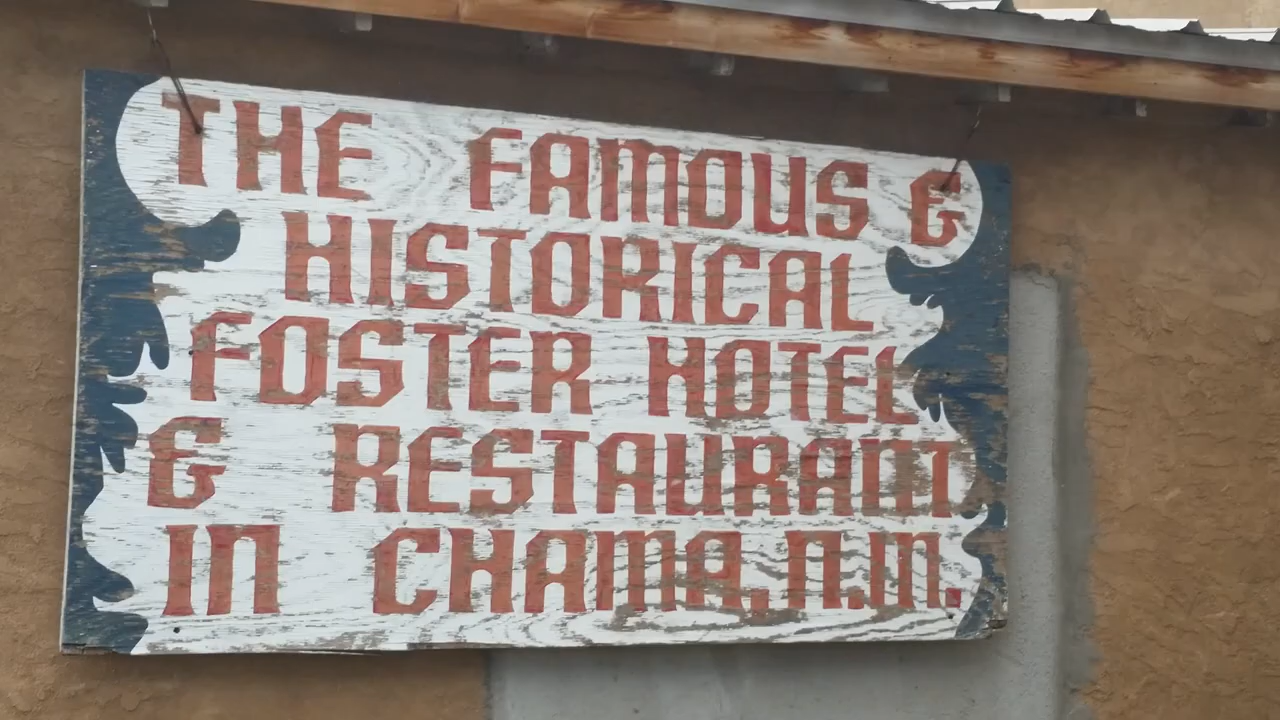 THE FAMOUS &
HISTORICAL
FOSTER HOTEL
& RESTAURANT
IN CHAMA, N.M.